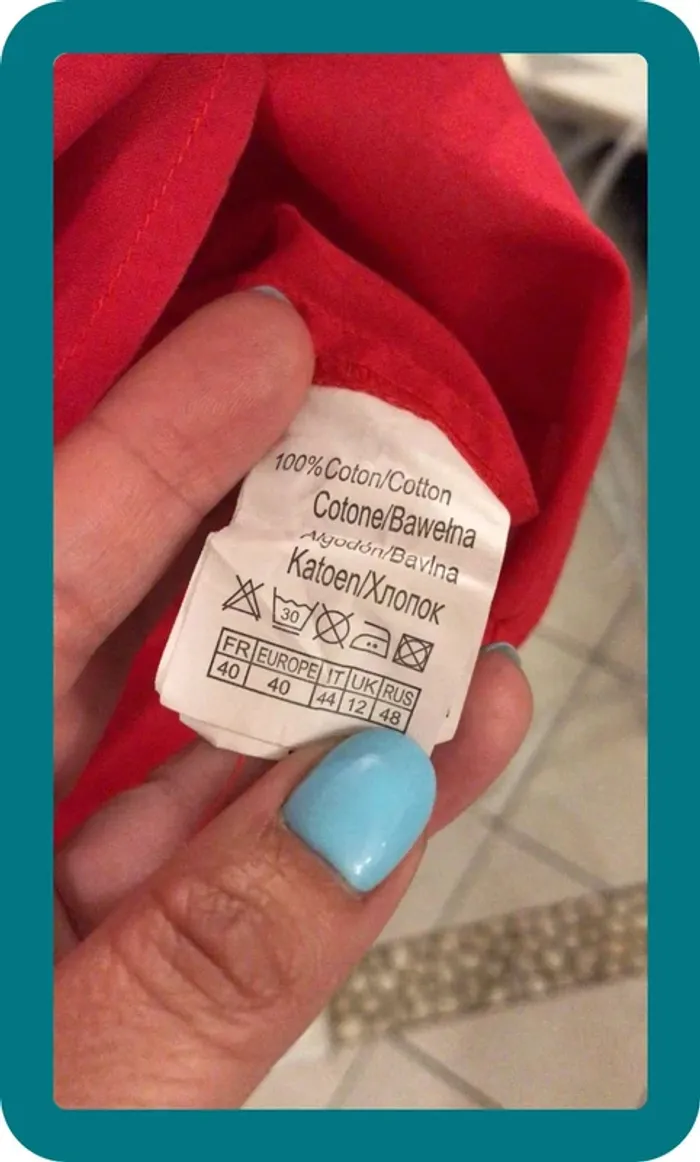 100%Coton/Cotton
Cotone/Bawełna
Algodón/Bavlna
Katoen/Хлопок
30
FR EUROPE IT UK RUS
40 40 44 12 48